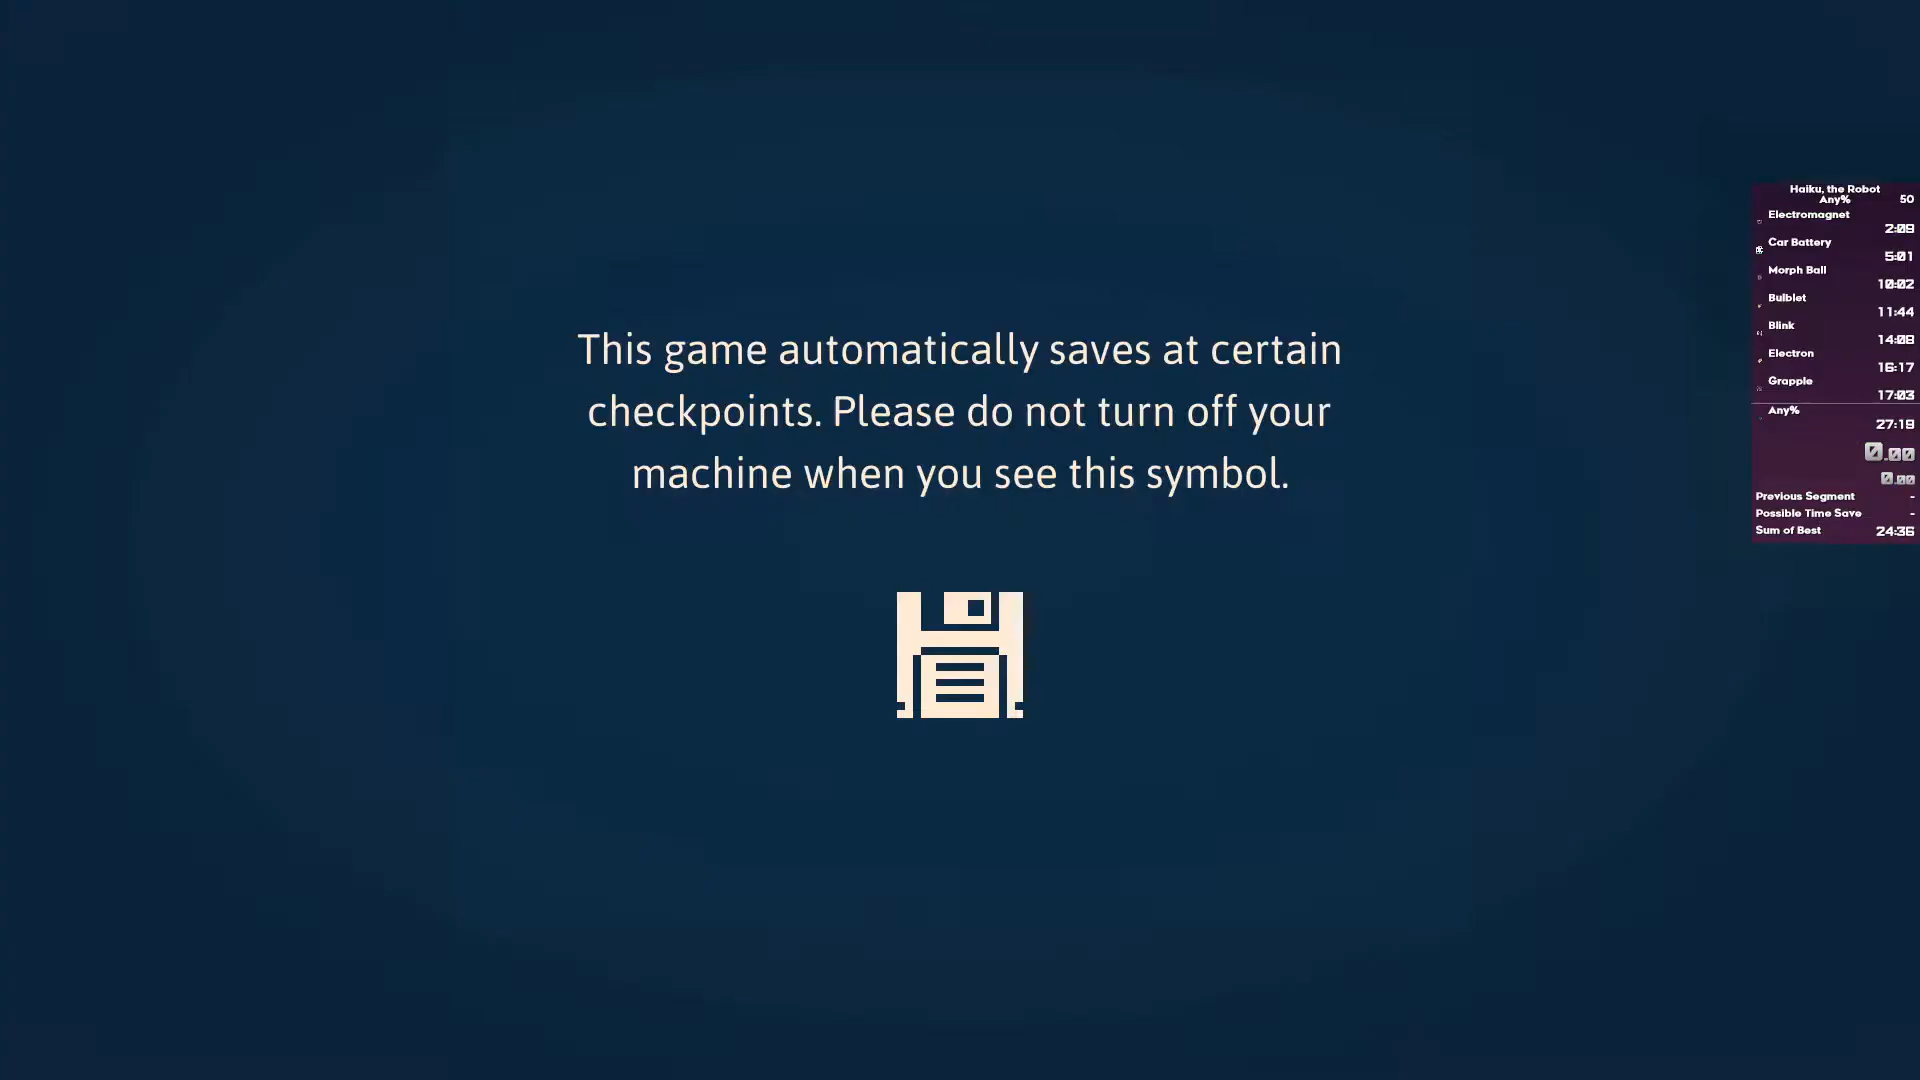 This game automatically saves at certain
checkpoints. Please do not turn off your
machine when you see this symbol.
Haiku, the Robot
Any% 50
Electromagnet
2:09
Car Battery
5:01
Morph Ball
10:02
Bulblet
11:44
Blink
14:08
Electron
16:17
Grapple
17:03
Any%
27:19
0.00
0.00
Previous Segment -
Possible Time Save -
Sum of Best 24:36